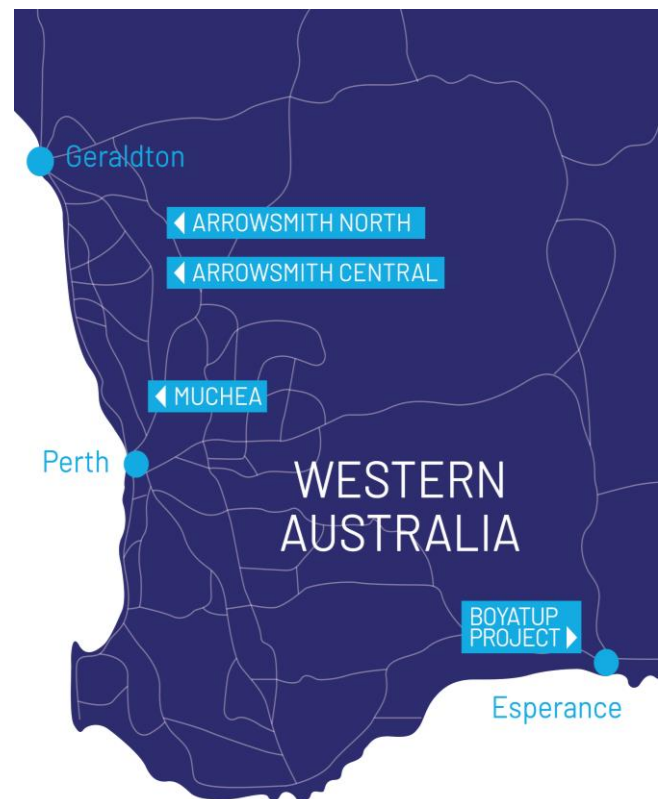 Geraldton
ARROWSMITH NORTH
ARROWSMITH CENTRAL
MUCHEA
Perth
WESTERN
AUSTRALIA
BOYATUP
PROJECT
Esperance